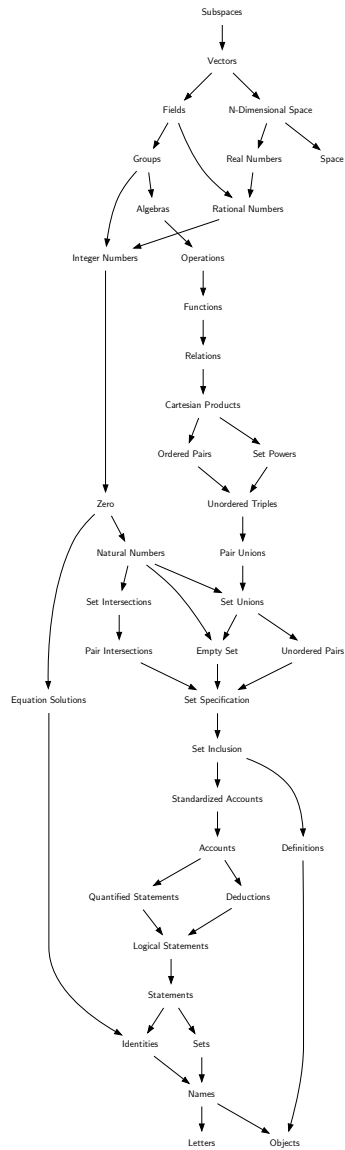 Subspaces
Vectors
Fields
N-Dimensional Space
Groups
Real Numbers
Space
Algebras
Rational Numbers
Integer Numbers
Operations
Functions
Relations
Cartesian Products
Ordered Pairs
Set Powers
Zero
Unordered Triples
Natural Numbers
Pair Unions
Set Intersections
Set Unions
Pair Intersections
Empty Set
Unordered Pairs
Equation Solutions
Set Specification
Set Inclusion
Standardized Accounts
Accounts
Definitions
Quantified Statements
Deductions
Logical Statements
Statements
Identities
Sets
Names
Letters
Objects